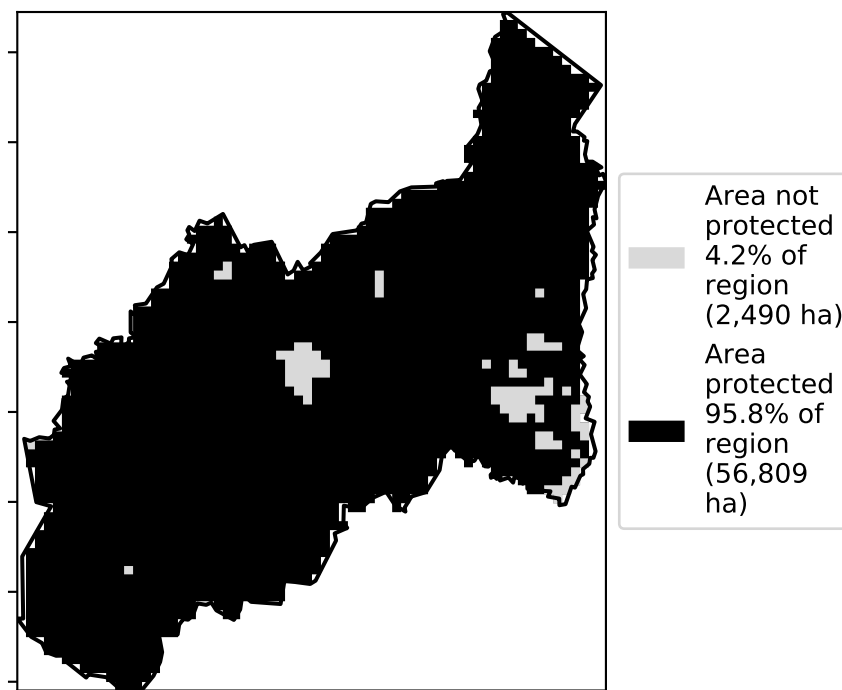 Area not
protected
4.2% of
region
(2,490 ha)
Area
protected
95.8% of
region
(56,809
ha)